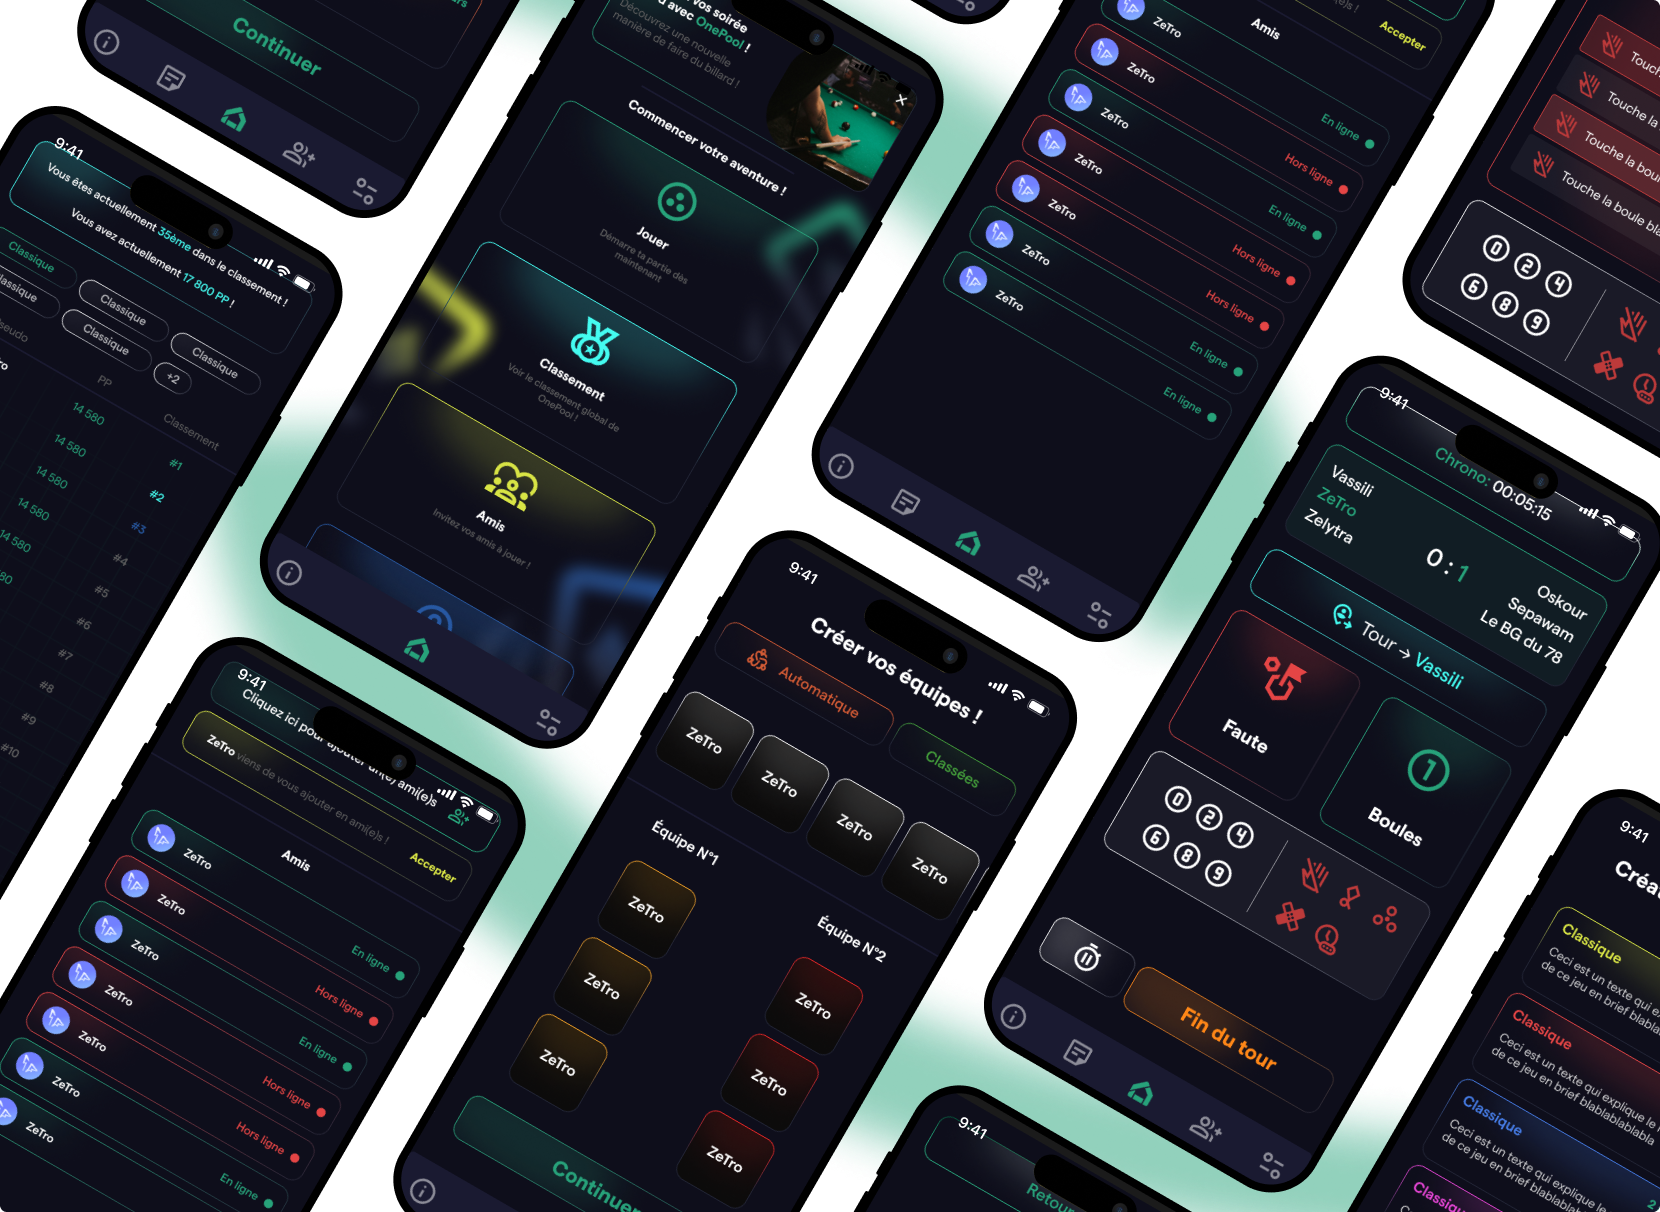 Continuer
9:41
Vous êtes actuellement 35ème dans le classement !
Vous avez actuellement 17 800 PP !
Classique
Classique
Classique
Classique
Classique
+2
PP
Classement
14 580
#1
14 580
#2
14 580
#3
14 580
#4
14 580
#5
#6
#7
#8
#9
#10
vos soirée
avec OnePool !
Découvrez une nouvelle
manière de faire du billard !
Commencer votre aventure !
Jouer
Démarre ta partie dès
maintenant
Classement
Voir le classement global de
OnePool !
Amis
Invitez vos amis à jouer !
Amis
Accepter
ZeTro
En ligne
ZeTro
Hors ligne
ZeTro
En ligne
ZeTro
Hors ligne
ZeTro
Hors ligne
ZeTro
En ligne
ZeTro
En ligne
Touche
Touche la
Touche la boule
Touche la boule
0 2 4
6 8 9
9:41
Cliquez ici pour ajouter un(e) ami(e)s
ZeTro viens de vous ajouter en ami(e)s !
Accepter
Amis
ZeTro
En ligne
ZeTro
Hors ligne
ZeTro
En ligne
ZeTro
Hors ligne
ZeTro
Hors ligne
ZeTro
En ligne
ZeTro
9:41
Créer vos équipes !
Automatique
Classées
ZeTro
ZeTro
ZeTro
ZeTro
Équipe N°1
Équipe N°2
ZeTro
ZeTro
ZeTro
ZeTro
ZeTro
ZeTro
Continuer
9:41
Chrono: 00:05:15
Vassili
ZeTro
Zelytra
0 : 1
Oskour
Sepawam
Le BG du 78
Tour → Vassili
Faute
1
Boules
0 2 4
6 8 9
Fin du tour
9:41
Retour
9:41
Classique
Ceci est un texte qui
de ce jeu en brief blabla
Classique
Ceci est un texte qui explique le
de ce jeu en brief blablablablabla
Classique
Ceci est un texte qui explique le
de ce jeu en brief blablablablabl
2
Classique